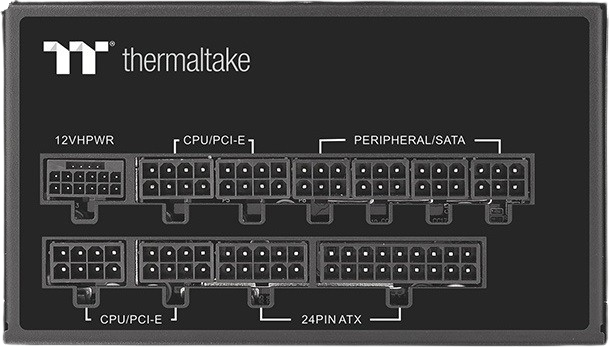 thermaltake
12VHPWR
CPU/PCI-E
PERIPHERAL/SATA
CPU/PCI-E
24PIN ATX